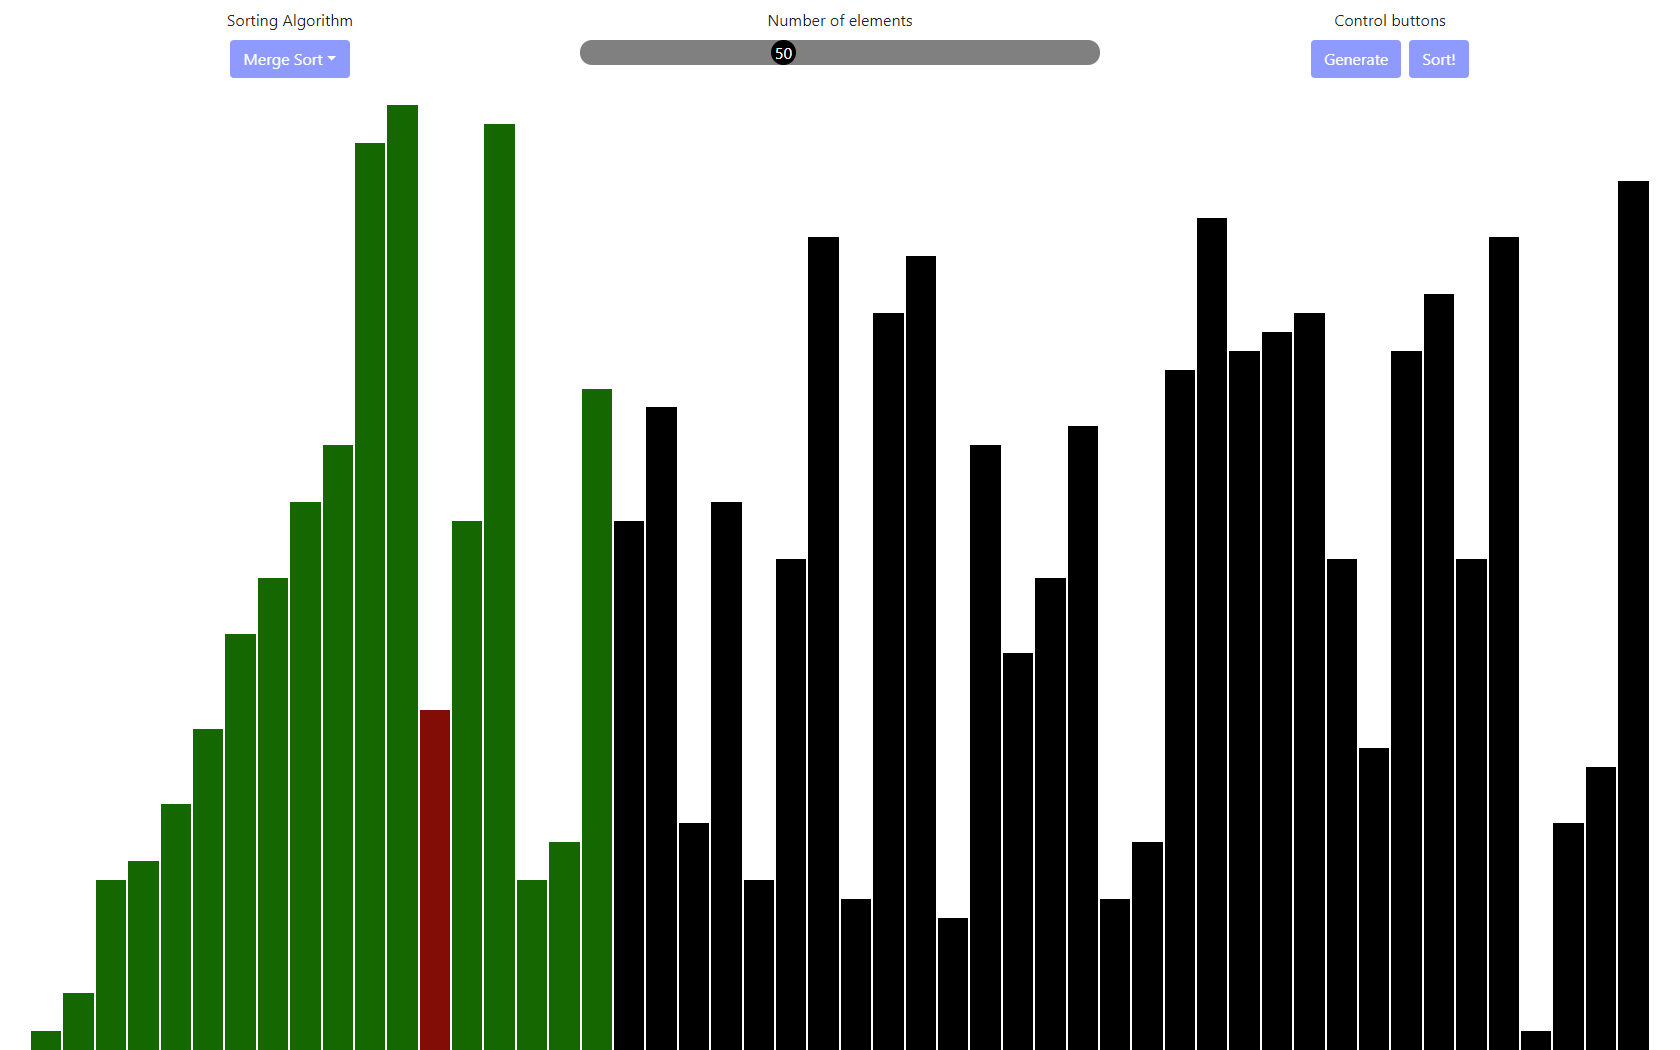 Sorting Algorithm
Merge Sort
Number of elements
50
Control buttons
Generate
Sort!